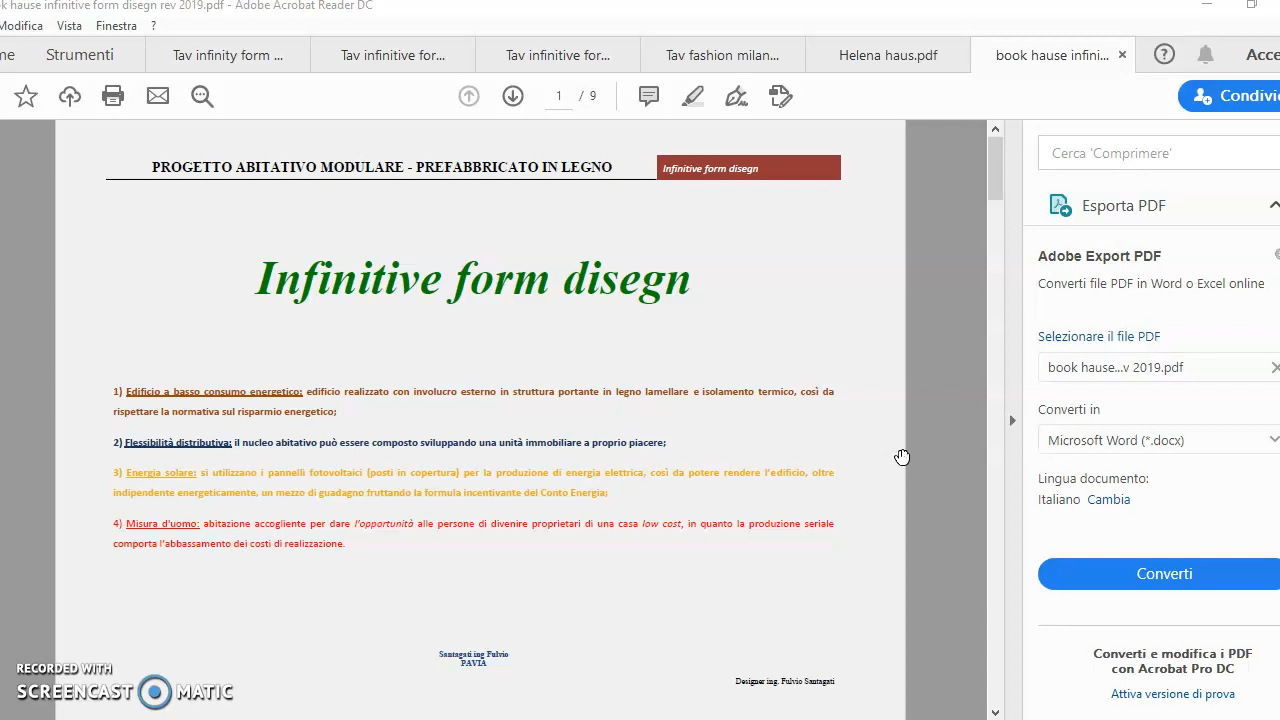 k hause infinitive form disegn rev 2019.pdf - Adobe Acrobat Reader DC
Modifica Vista Finestra ?
me Strumenti Tav infinity form ... Tav infinitive for... Tav infinitive for... Tav fashion milan... Helena haus.pdf book hause infini... Acce
1 / 9 Condivi
PROGETTO ABITATIVO MODULARE - PREFABBRICATO IN LEGNO Infinitive form disegn
Infinitive form disegn
1) Edificio a basso consumo energetico: edificio realizzato con involucro esterno in struttura portante in legno lamellare e isolamento termico, così da
rispettare la normativa sul risparmio energetico;
2) Flessibilità distributiva: il nucleo abitativo può essere composto sviluppando una unità immobiliare a proprio piacere;
3) Energia solare: si utilizzano i pannelli fotovoltaici (posti in copertura) per la produzione di energia elettrica, così da potere rendere l'edificio, oltre
indipendente energeticamente, un mezzo di guadagno fruttando la formula incentivante del Conto Energia;
4) Misura d'uomo: abitazione accogliente per dare l'opportunità alle persone di divenire proprietari di una casa low cost, in quanto la produzione seriale
comporta l'abbassamento dei costi di realizzazione.
Santagati ing Fulvio
PAVIA
Designer ing. Fulvio Santagati
Cerca 'Comprimere'
Esporta PDF
Adobe Export PDF
Converti file PDF in Word o Excel online
Selezionare il file PDF
book hause...v 2019.pdf
Converti in
Microsoft Word (*.docx)
Lingua documento:
Italiano Cambia
Converti
Converti e modifica i PDF
con Acrobat Pro DC
Attiva versione di prova
RECORDED WITH
SCREENCAST MATIC